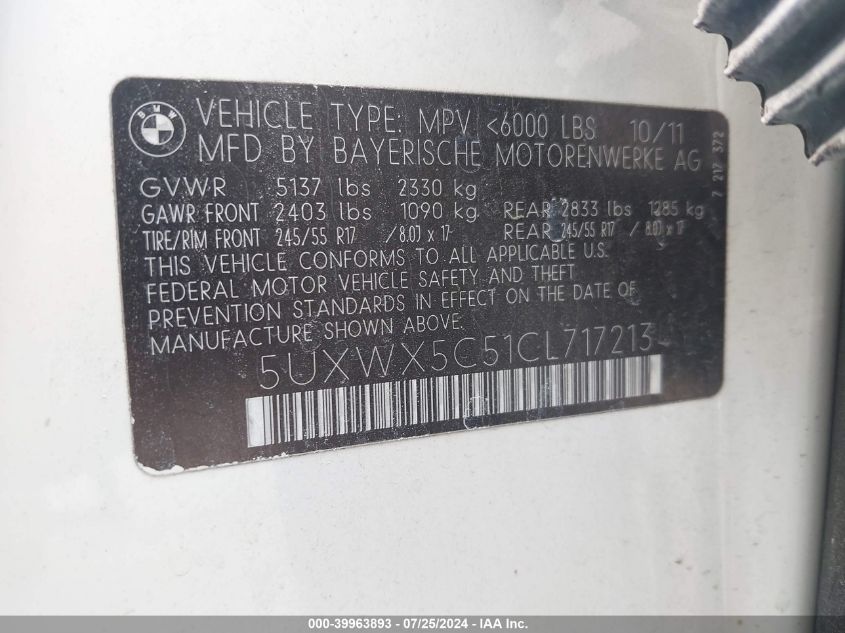 BMW
VEHICLE TYPE: MPV <6000 LBS 10/11
MFD BY BAYERISCHE MOTORENWERKE AG
GVWR 5137 lbs 2330 kg
GAWR FRONT 2403 lbs 1090 kg REAR 2833 lbs 1285 kg
TIRE/RIM FRONT 245/55 R17 /8.0J x 17 REAR 245/55 R17 / 8.0J x 17
THIS VEHICLE CONFORMS TO ALL APPLICABLE U.S.
FEDERAL MOTOR VEHICLE SAFETY AND THEFT
PREVENTION STANDARDS IN EFFECT ON THE DATE OF
MANUFACTURE SHOWN ABOVE.
5UXWX5C51CL717213
7 217 372
000-39963893 - 07/25/2024 - IAA Inc.